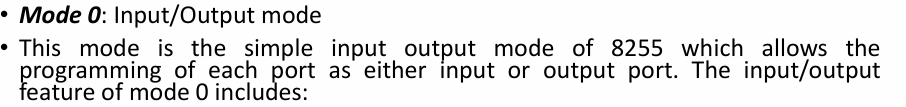 • Mode 0: Input/Output mode
• This mode is the simple input output mode of 8255 which allows the
programming of each port as either input or output port. The input/output
feature of mode 0 includes: